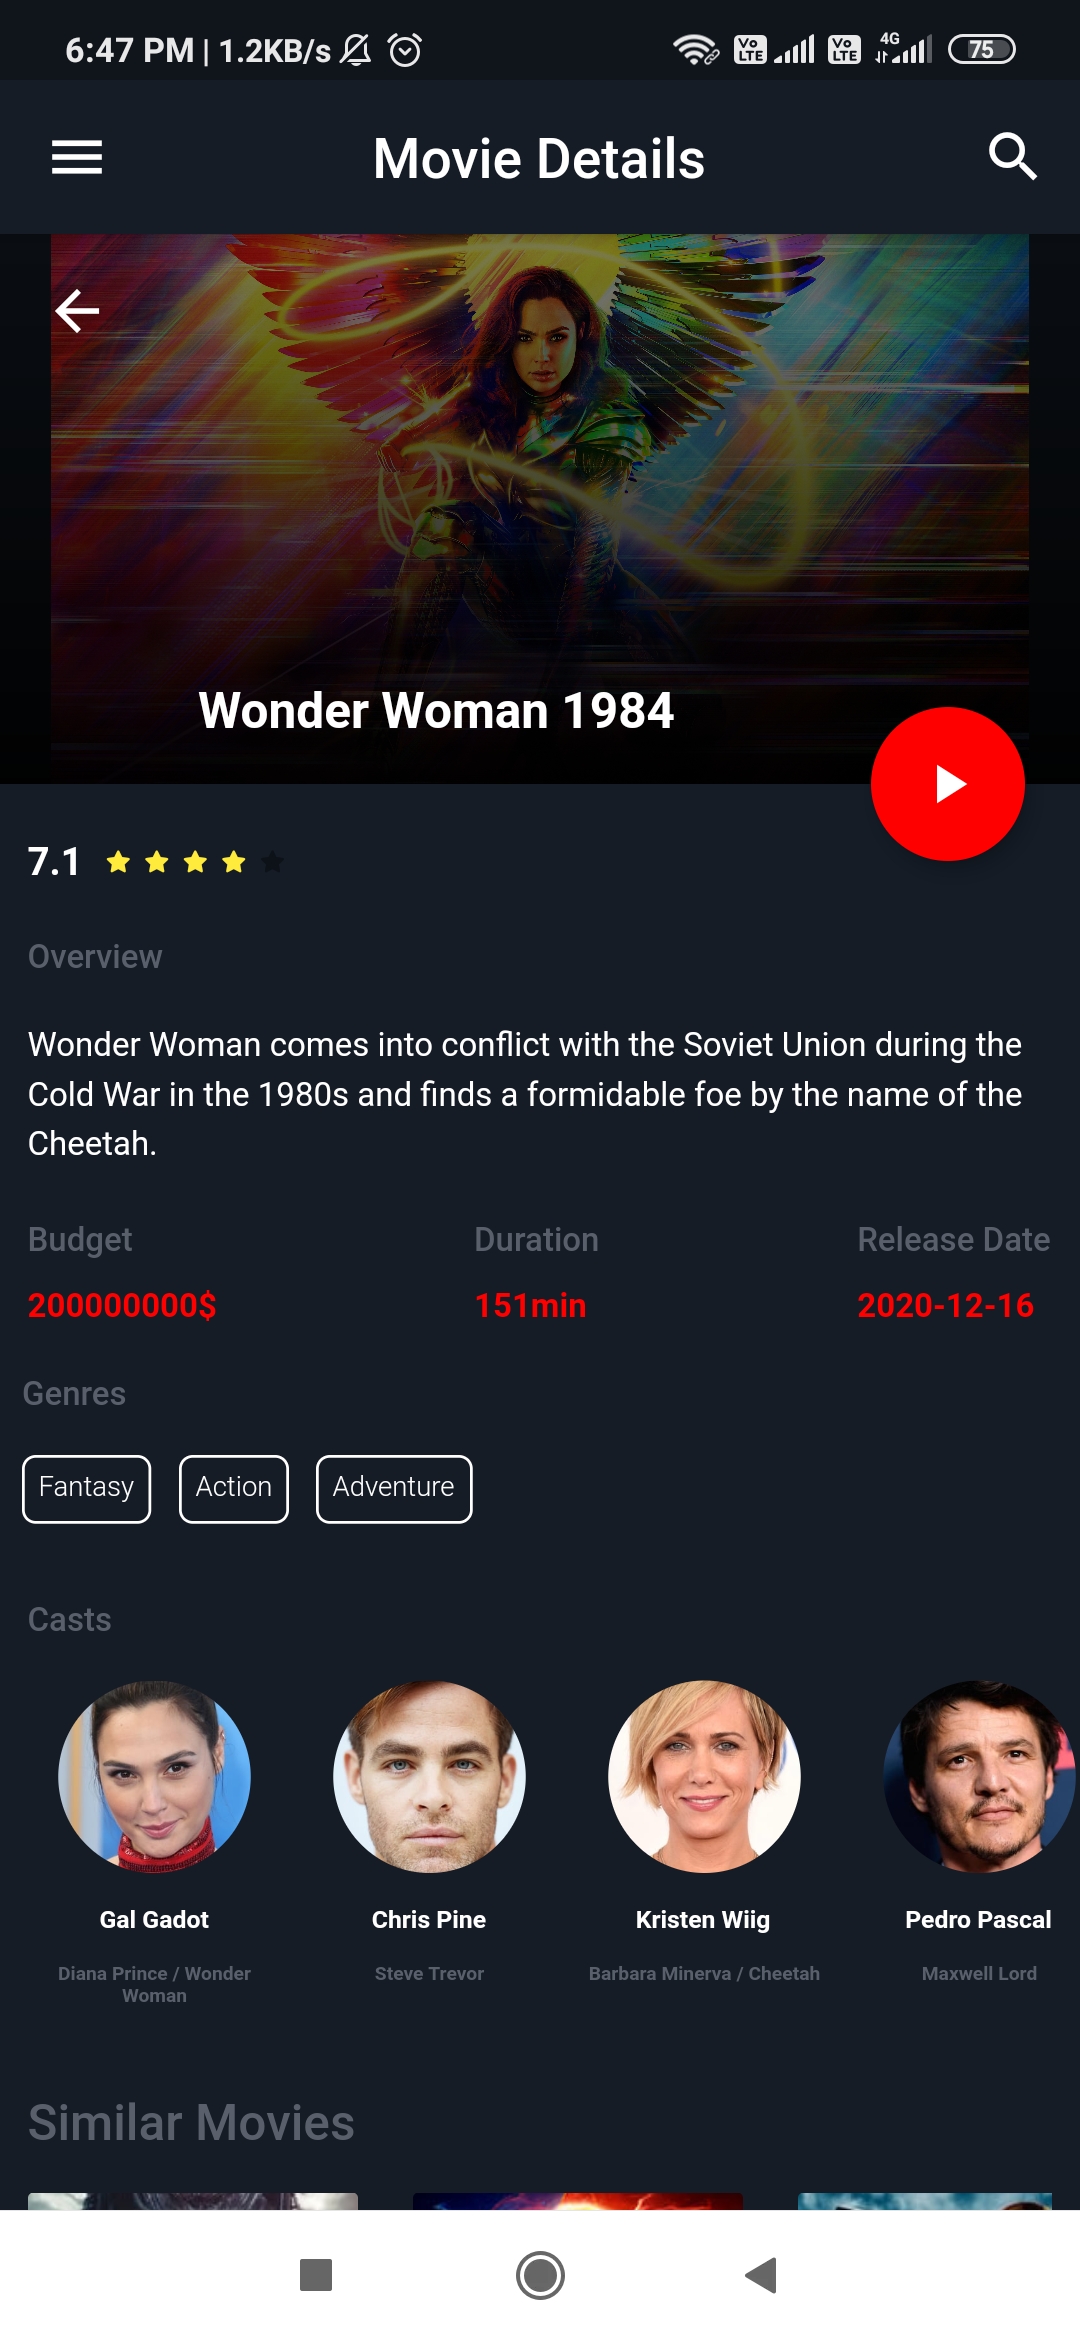 6:47 PM | 1.2KB/s
Vo LTE
Vo LTE
4G
75
Movie Details
Wonder Woman 1984
7.1
Overview
Wonder Woman comes into conflict with the Soviet Union during the
Cold War in the 1980s and finds a formidable foe by the name of the
Cheetah.
Budget Duration Release Date
200000000$ 151min 2020-12-16
Genres
Fantasy Action Adventure
Casts
Gal Gadot Chris Pine Kristen Wiig Pedro Pascal
Diana Prince / Wonder Steve Trevor Barbara Minerva / Cheetah Maxwell Lord
Woman
Similar Movies